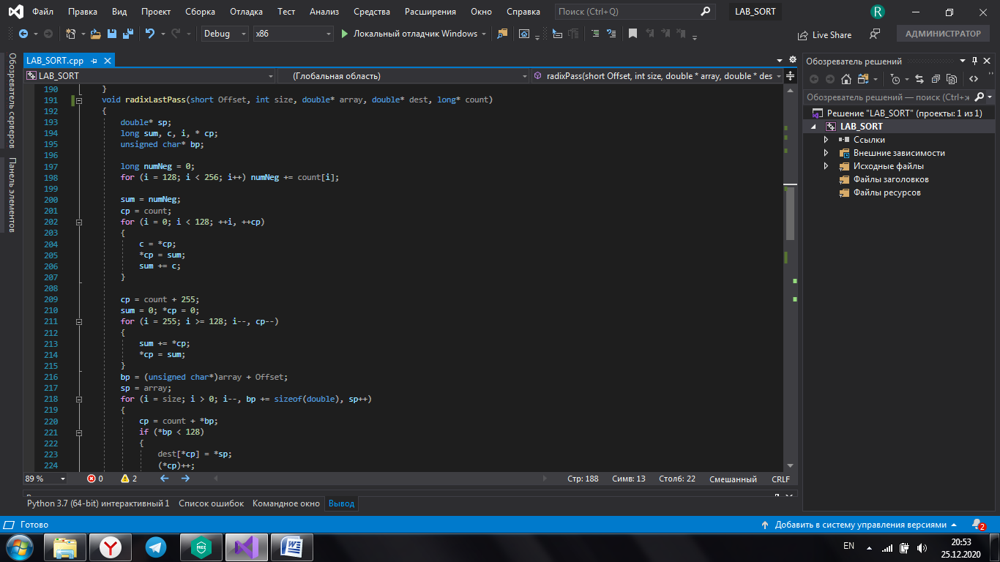 Файл Правка Вид Проект Сборка Отладка Тест Анализ Средства Расширения Окно Справка Поиск (Ctrl+Q) LAB_SORT R
Debug x86 Локальный отладчик Windows Live Share АДМИНИСТРАТОР
Обозреватель серверов
Панель элементов
LAB_SORT.cpp
LAB_SORT (Глобальная область) radixPass(short Offset, int size, double * array, double * des
190 }
191 void radixLastPass(short Offset, int size, double* array, double* dest, long* count)
192 {
193 double* sp;
194 long sum, c, i, * cp;
195 unsigned char* bp;
196
197 long numNeg = 0;
198 for (i = 128; i < 256; i++) numNeg += count[i];
199
200 sum = numNeg;
201 cp = count;
202 for (i = 0; i < 128; ++i, ++cp)
203 {
204 c = *cp;
205 *cp = sum;
206 sum += c;
207 }
208
209 cp = count + 255;
210 sum = 0; *cp = 0;
211 for (i = 255; i >= 128; i--, cp--)
212 {
213 sum += *cp;
214 *cp = sum;
215 }
216 bp = (unsigned char*)array + Offset;
217 sp = array;
218 for (i = size; i > 0; i--, bp += sizeof(double), sp++)
219 {
220 cp = count + *bp;
221 if (*bp < 128)
222 {
223 dest[*cp] = *sp;
224 (*cp)++;
89 % 0 2 Стр: 188 Симв: 13 Столб: 22 Смешанный CRLF
Python 3.7 (64-bit) интерактивный 1 Список ошибок Командное окно Вывод
Обозреватель решений
Обозреватель решений — поиск (Ctrl+ж
Решение "LAB_SORT" (проекты: 1 из 1)
LAB_SORT
Ссылки
Внешние зависимости
Исходные файлы
Файлы заголовков
Файлы ресурсов
Готово Добавить в систему управления версиями 2
EN 20:53
25.12.2020